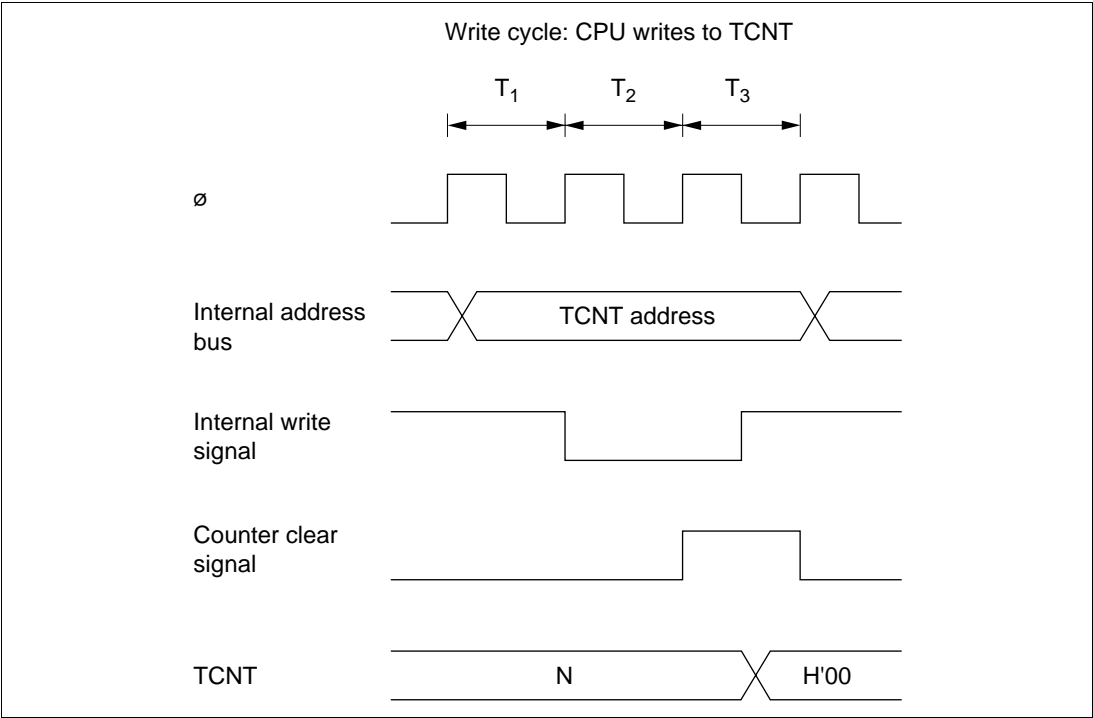 Write cycle: CPU writes to TCNT
T1 T2 T3
ø
Internal address
bus
TCNT address
Internal write
signal
Counter clear
signal
TCNT
N
H'00